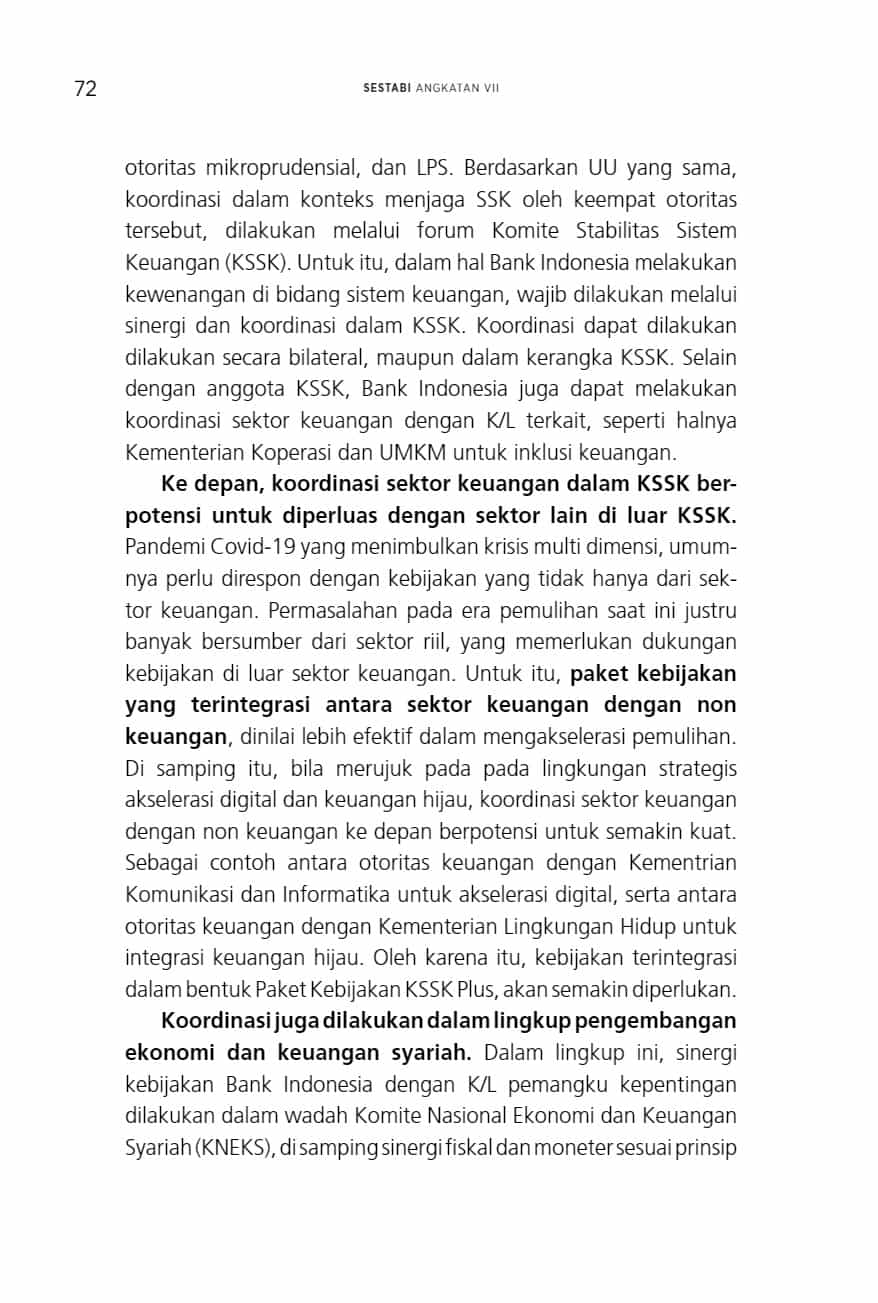 72
SESTABI ANGKATAN VII
otoritas mikroprudensial, dan LPS. Berdasarkan UU yang sama,
koordinasi dalam konteks menjaga SSK oleh keempat otoritas
tersebut, dilakukan melalui forum Komite Stabilitas Sistem
Keuangan (KSSK). Untuk itu, dalam hal Bank Indonesia melakukan
kewenangan di bidang sistem keuangan, wajib dilakukan melalui
sinergi dan koordinasi dalam KSSK. Koordinasi dapat dilakukan
dilakukan secara bilateral, maupun dalam kerangka KSSK. Selain
dengan anggota KSSK, Bank Indonesia juga dapat melakukan
koordinasi sektor keuangan dengan K/L terkait, seperti halnya
Kementerian Koperasi dan UMKM untuk inklusi keuangan.
Ke depan, koordinasi sektor keuangan dalam KSSK ber-
potensi untuk diperluas dengan sektor lain di luar KSSK.
Pandemi Covid-19 yang menimbulkan krisis multi dimensi, umum-
nya perlu direspon dengan kebijakan yang tidak hanya dari sek-
tor keuangan. Permasalahan pada era pemulihan saat ini justru
banyak bersumber dari sektor riil, yang memerlukan dukungan
kebijakan di luar sektor keuangan. Untuk itu, paket kebijakan
yang terintegrasi antara sektor keuangan dengan non
keuangan, dinilai lebih efektif dalam mengakselerasi pemulihan.
Di samping itu, bila merujuk pada pada lingkungan strategis
akselerasi digital dan keuangan hijau, koordinasi sektor keuangan
dengan non keuangan ke depan berpotensi untuk semakin kuat.
Sebagai contoh antara otoritas keuangan dengan Kementrian
Komunikasi dan Informatika untuk akselerasi digital, serta antara
otoritas keuangan dengan Kementerian Lingkungan Hidup untuk
integrasi keuangan hijau. Oleh karena itu, kebijakan terintegrasi
dalam bentuk Paket Kebijakan KSSK Plus, akan semakin diperlukan.
Koordinasi juga dilakukan dalam lingkup pengembangan
ekonomi dan keuangan syariah. Dalam lingkup ini, sinergi
kebijakan Bank Indonesia dengan K/L pemangku kepentingan
dilakukan dalam wadah Komite Nasional Ekonomi dan Keuangan
Syariah (KNEKS), di samping sinergi fiskal dan moneter sesuai prinsip